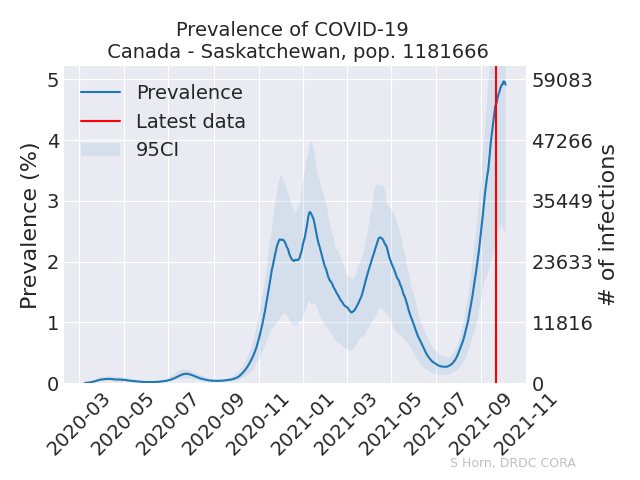 Prevalence of COVID-19
Canada - Saskatchewan, pop. 1181666
Prevalence (%)
5
4
3
2
1
0
Prevalence
Latest data
95CI
59083
47266
35449
23633
11816
0
# of infections
2020-03
2020-05
2020-07
2020-09
2020-11
2021-01
2021-03
2021-05
2021-07
2021-09
2021-11
S Horn, DRDC CORA